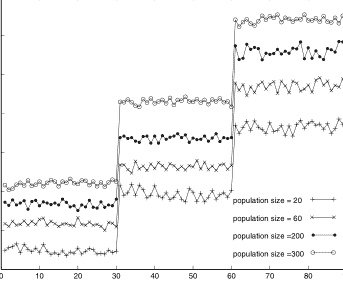 population size = 20
population size = 60
population size =200
population size =300
0 10 20 30 40 50 60 70 80